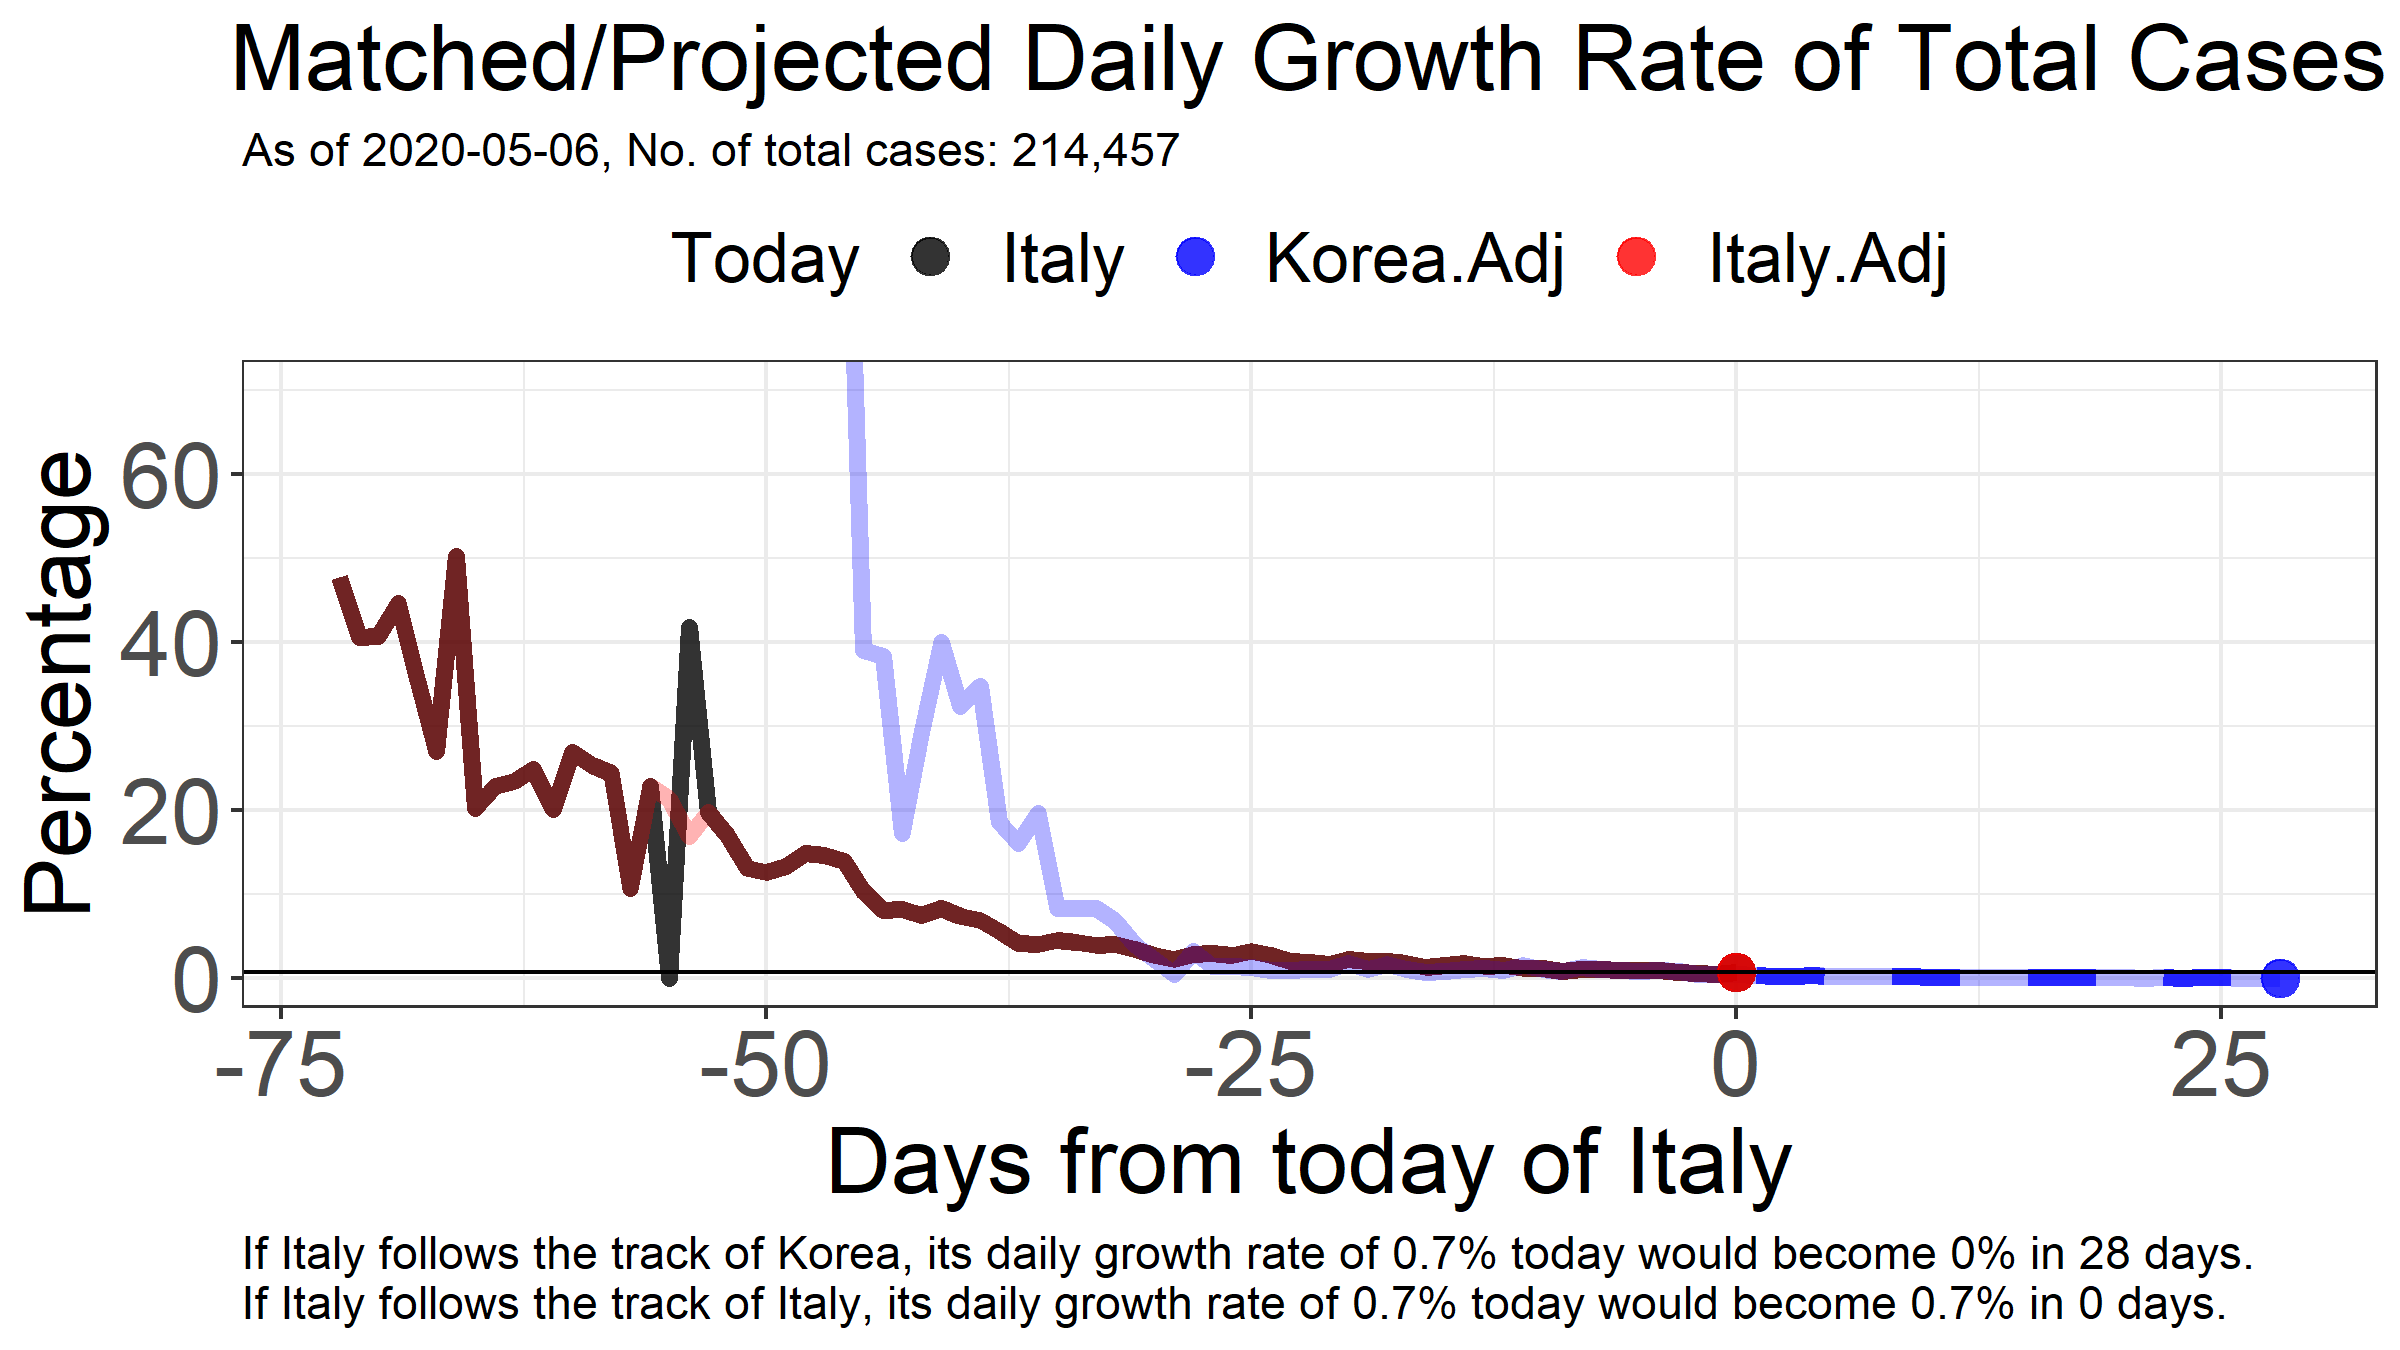 Matched/Projected Daily Growth Rate of Total Cases
As of 2020-05-06, No. of total cases: 214,457
Today Italy Korea.Adj Italy.Adj
Percentage
60
40
20
0
-75 -50 -25 0 25
Days from today of Italy
If Italy follows the track of Korea, its daily growth rate of 0.7% today would become 0% in 28 days.
If Italy follows the track of Italy, its daily growth rate of 0.7% today would become 0.7% in 0 days.